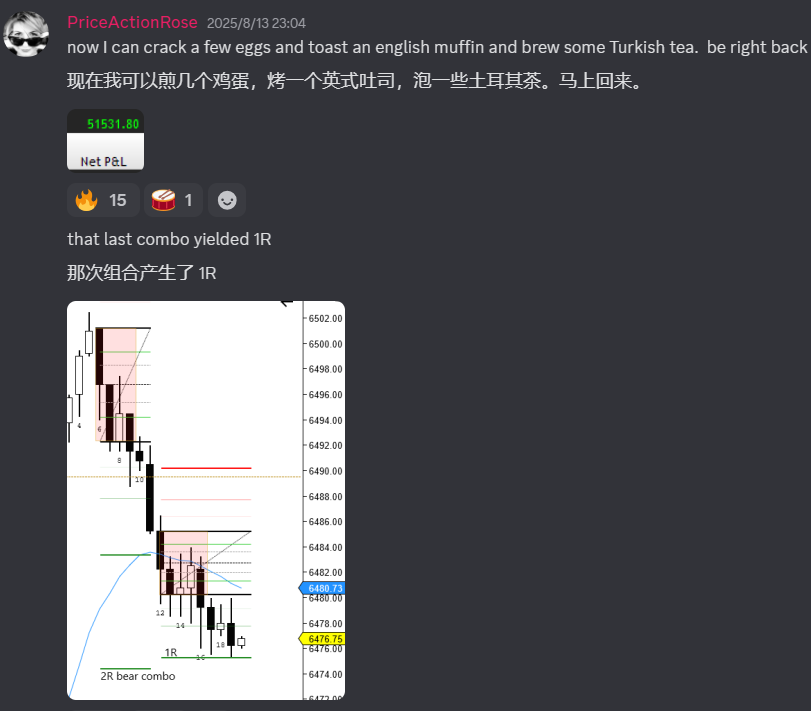 PriceActionRose 2025/8/13 23:04
now I can crack a few eggs and toast an english muffin and brew some Turkish tea.  be right back
现在我可以煎几个鸡蛋，烤一个英式吐司，泡一些土耳其茶。马上回来。
51531.80
Net P&L
15 1
that last combo yielded 1R
那次组合产生了 1R
6502.00
6500.00
6498.00
6496.00
4 6 6494.00
6492.00
8
6490.00
10
6488.00
6486.00
6484.00
6482.00
6480.73
6480.00
12
14 6478.00
6476.75
18
6476.00
1R 16
6474.00
2R bear combo
6472.00